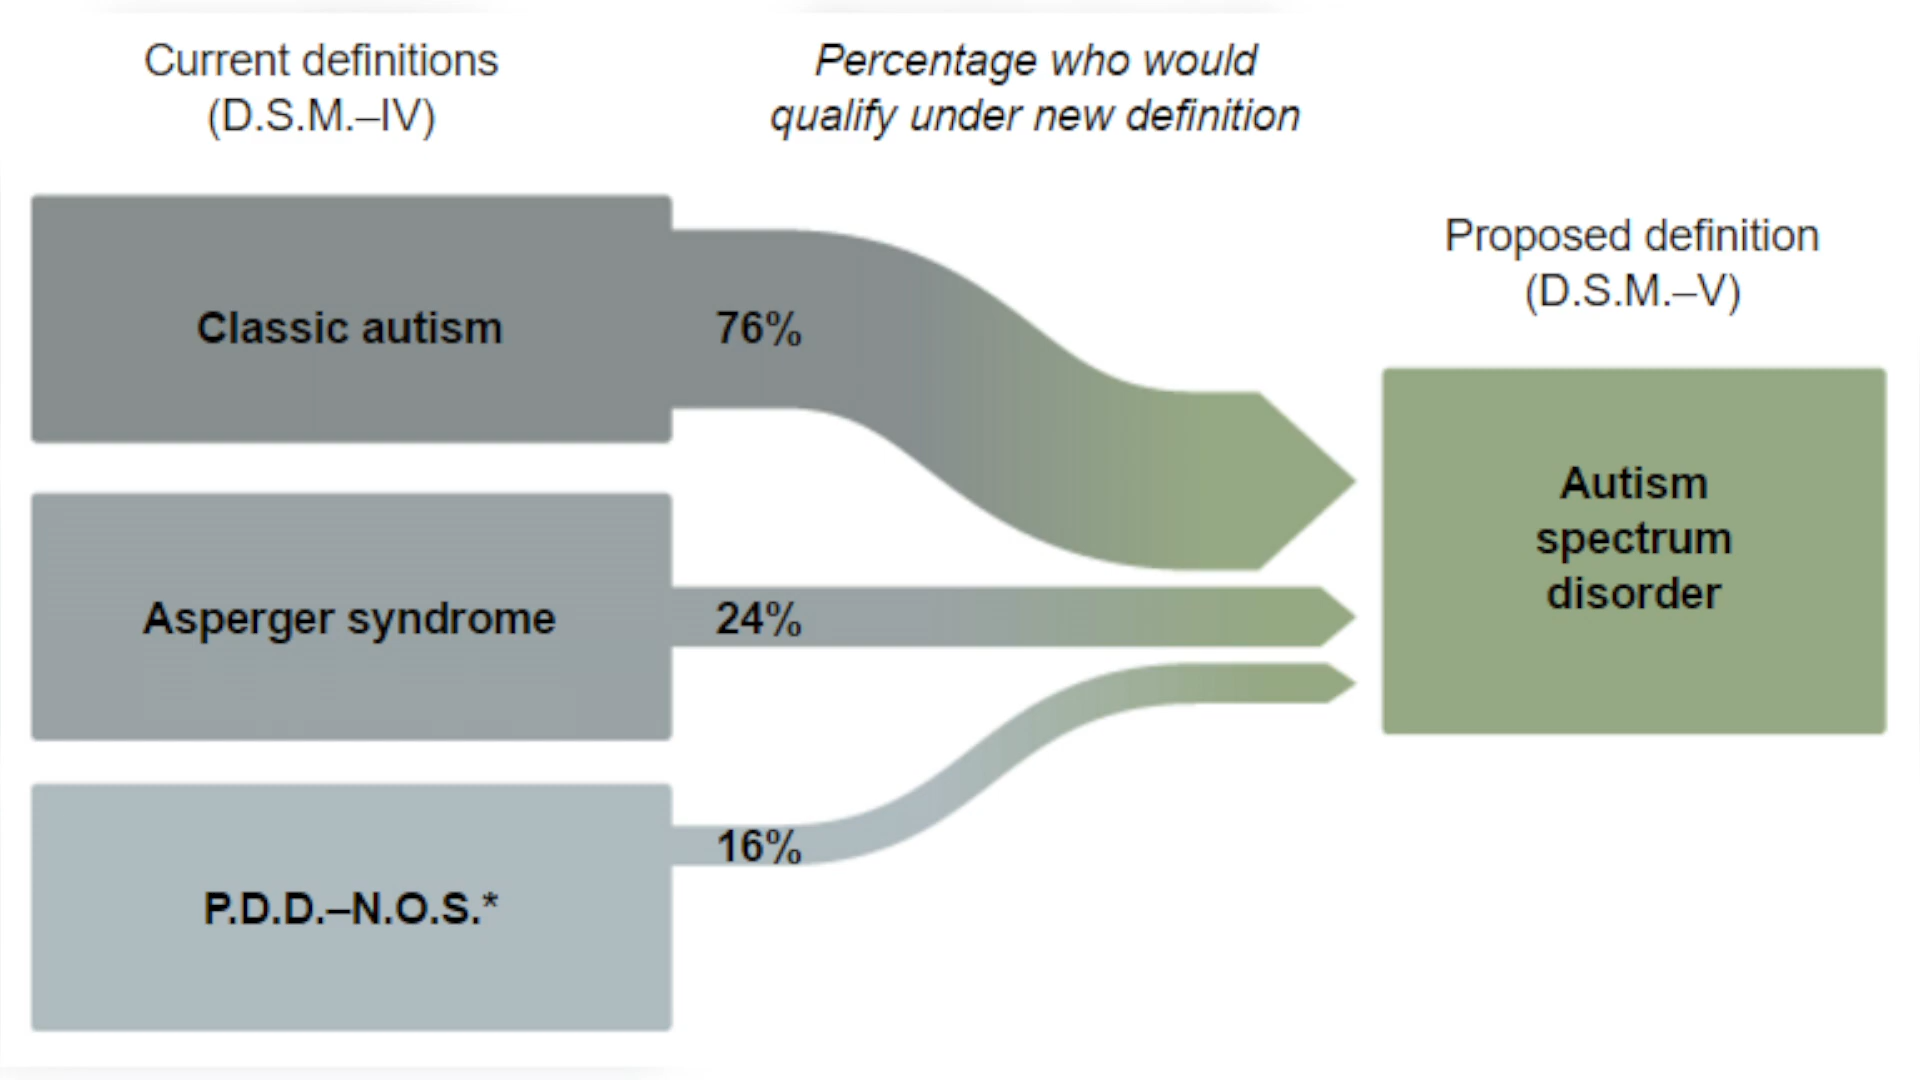 Current definitions
(D.S.M.–IV)
Percentage who would
qualify under new definition
Proposed definition
(D.S.M.–V)
Classic autism
76%
Asperger syndrome
24%
P.D.D.–N.O.S.*
16%
Autism
spectrum
disorder